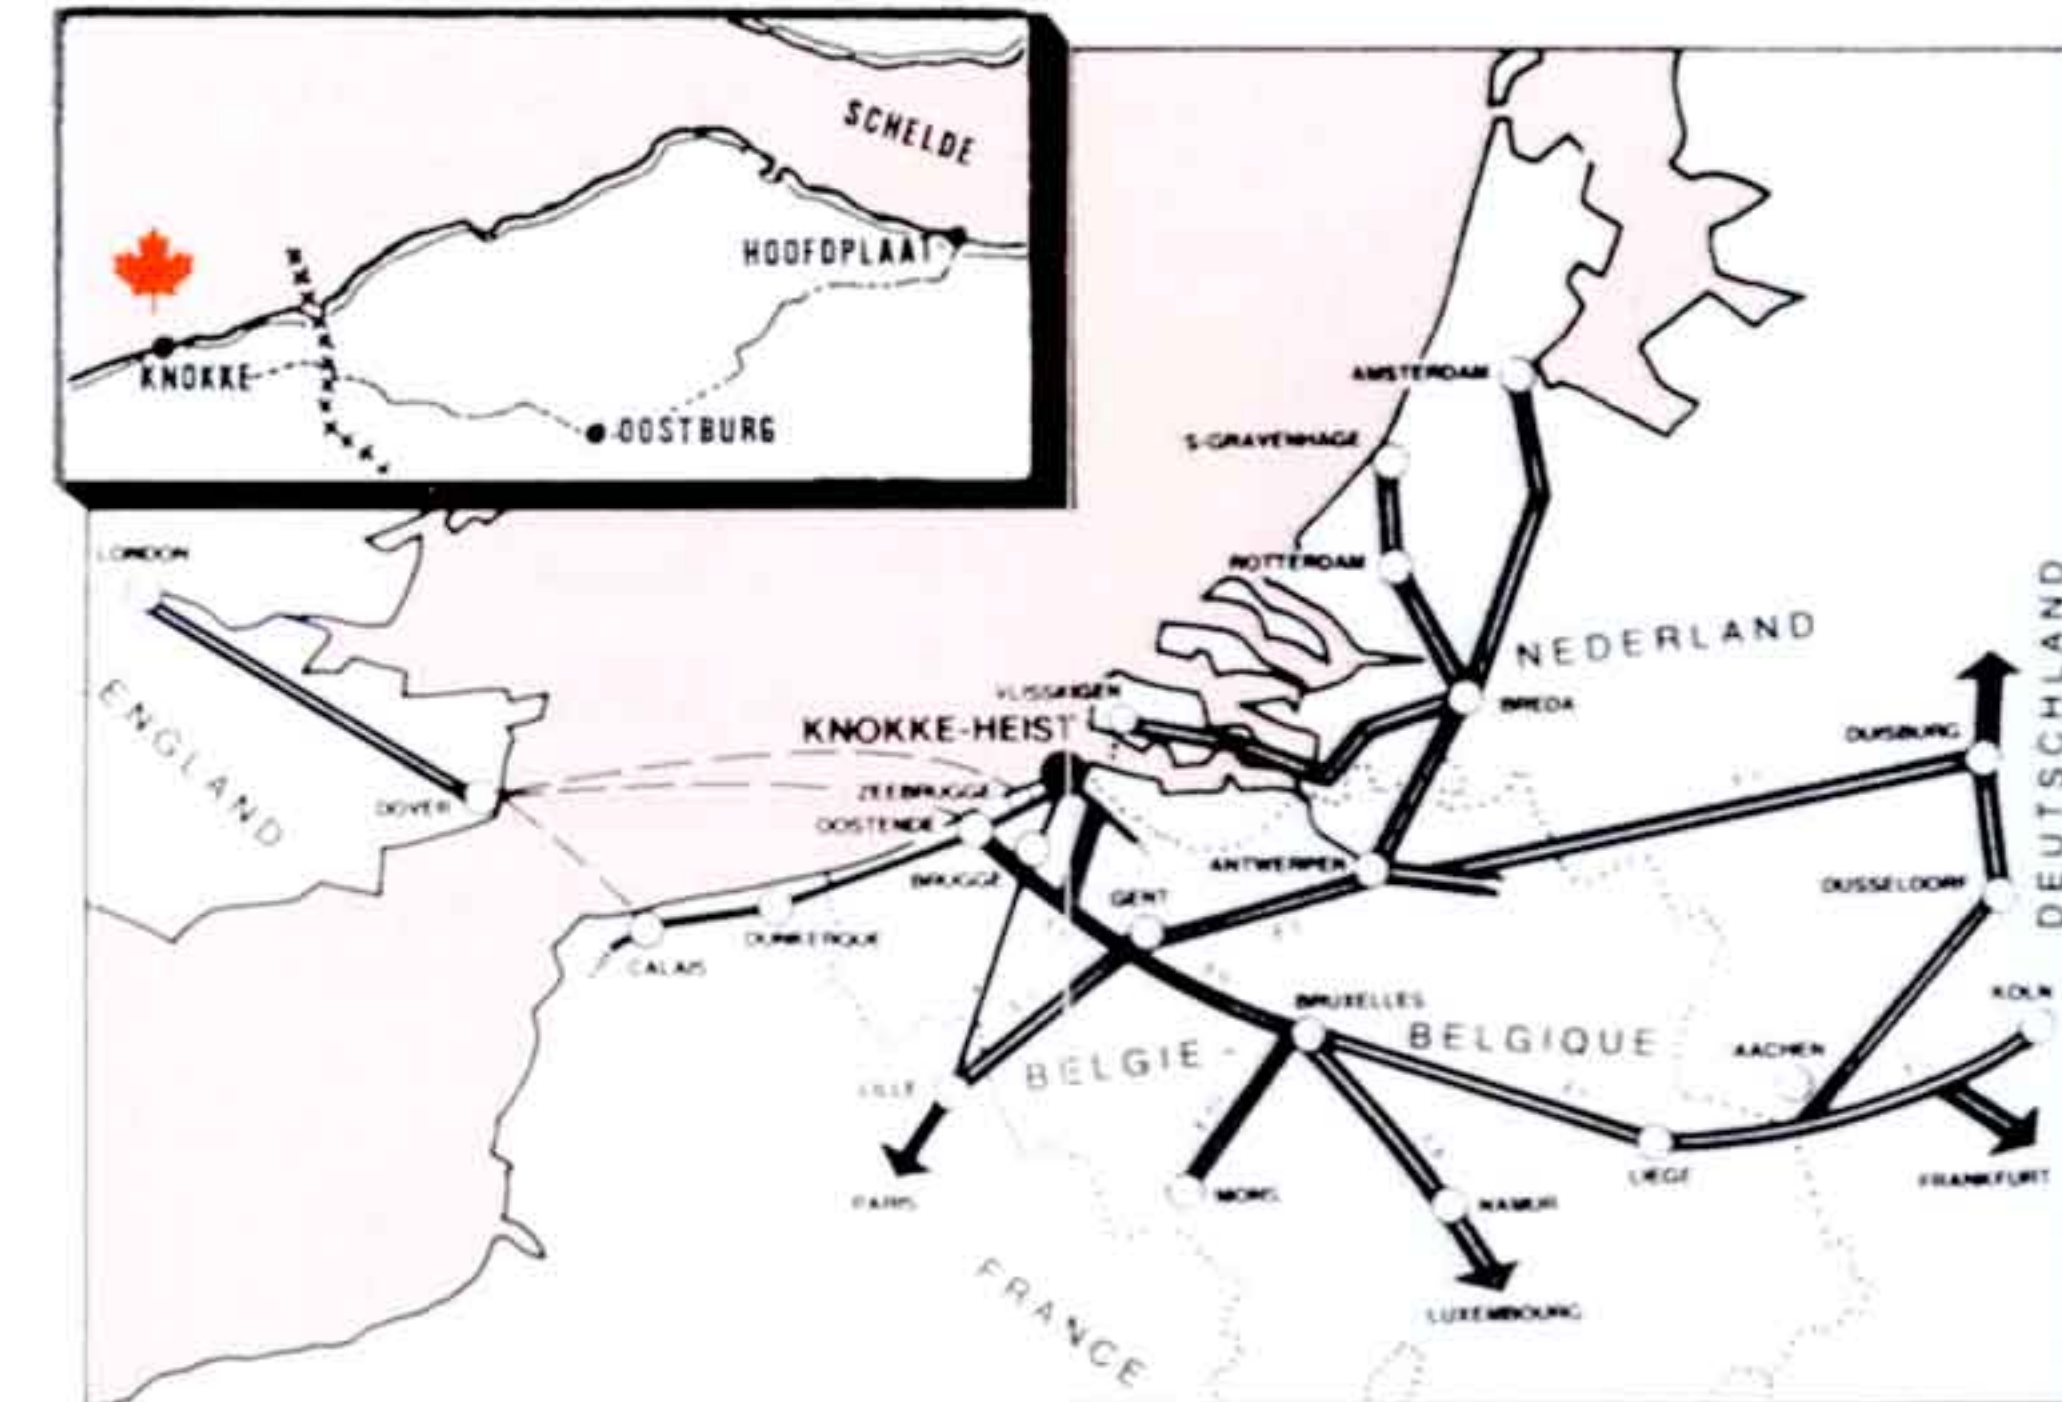 SCHELDE
HOOFDPLAAT
KNOKKE
OOSTBURG
AMSTERDAM
S-GRAVENHAGE
LONDON
ROTTERDAM
NEDERLAND
DEUTSCHLAND
ENGLAND
VLISSINGEN
KNOKKE-HEIST
BREDA
DUISBURG
DOVER
ZEEBRUGGE
OOSTENDE
ANTWERPEN
BRUGGE
GENT
DUSSELDORF
DUNKERQUE
CALAIS
BRUXELLES
KOLN
BELGIE - BELGIQUE
AACHEN
LILLE
LIEGE
FRANKFURT
PARIS
MONS
NAMUR
FRANCE
LUXEMBOURG